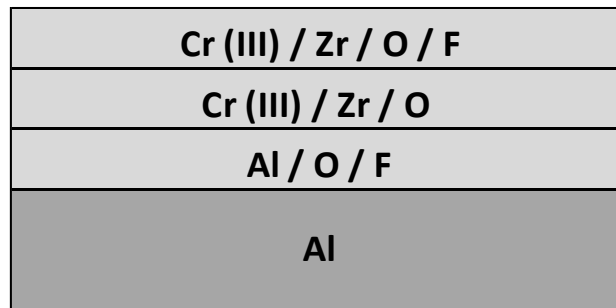 Cr (III) / Zr / O / F
Cr (III) / Zr / O
Al / O / F
Al